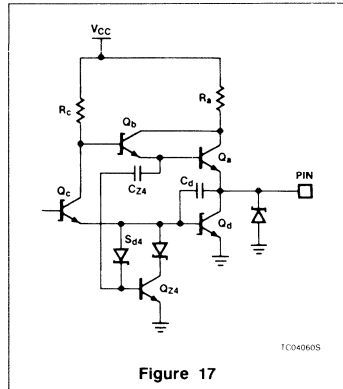 VCC
Rc
Qb
Ra
Qa
CZ4
Cd
PIN
Qc
Sd4
Qd
QZ4
TC04060S
Figure 17